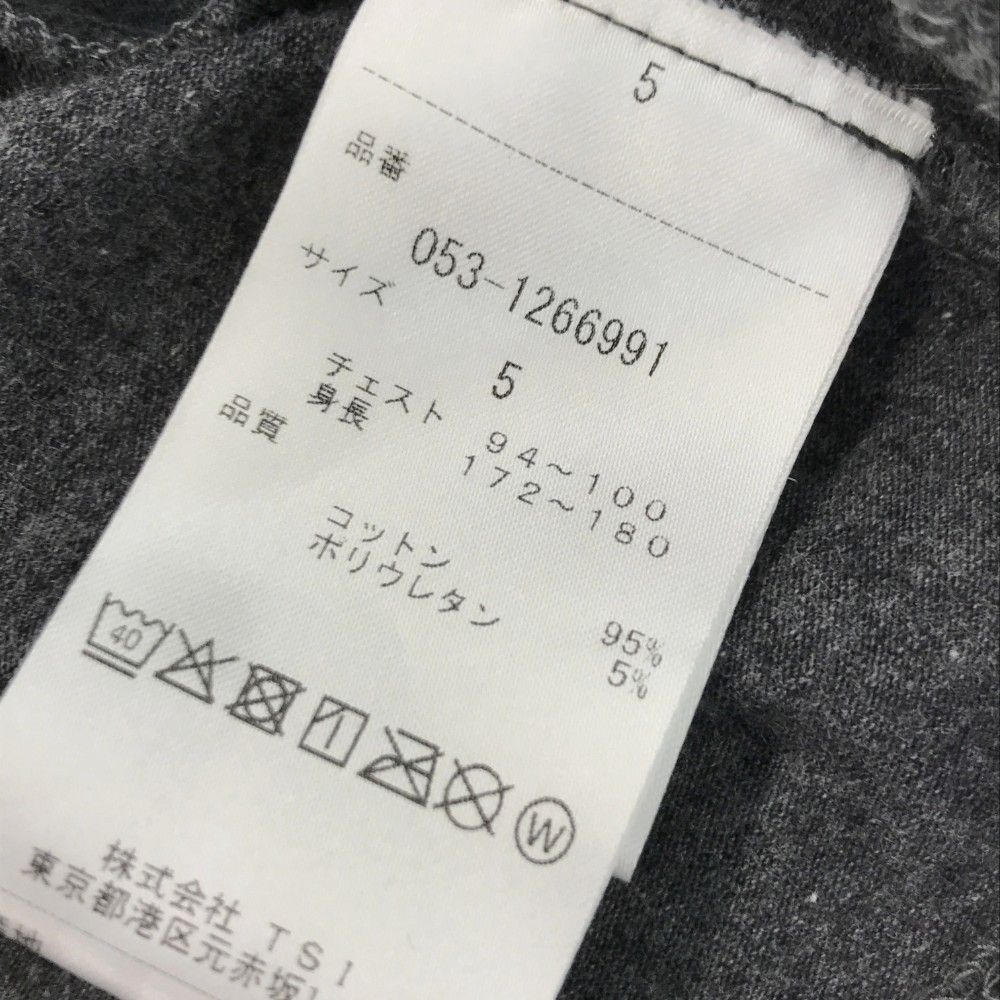 5
品番
053-1266991
サイズ
5
チェスト 94～100
身長 172～180
品質
コットン 95%
ポリウレタン 5%
40
W
株式会社 TSI
東京都港区元赤坂1